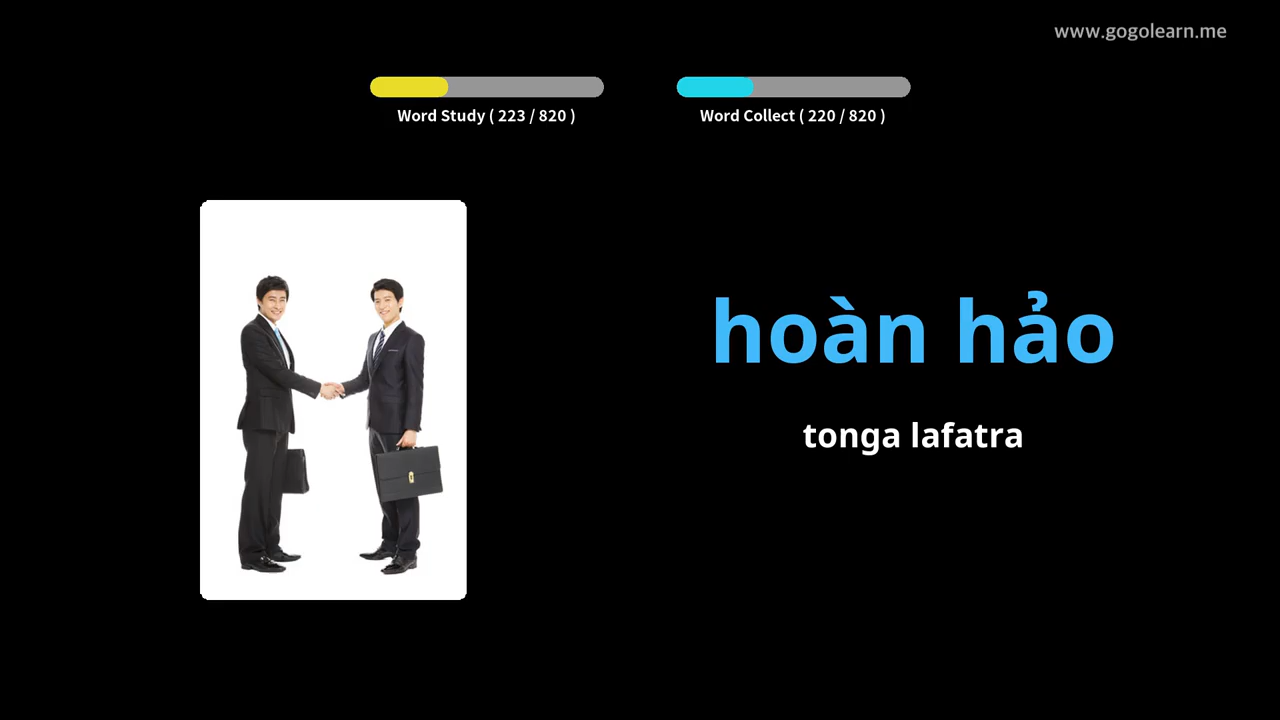 www.gogolearn.me
Word Study ( 223 / 820 )
Word Collect ( 220 / 820 )
hoàn hảo
tonga lafatra